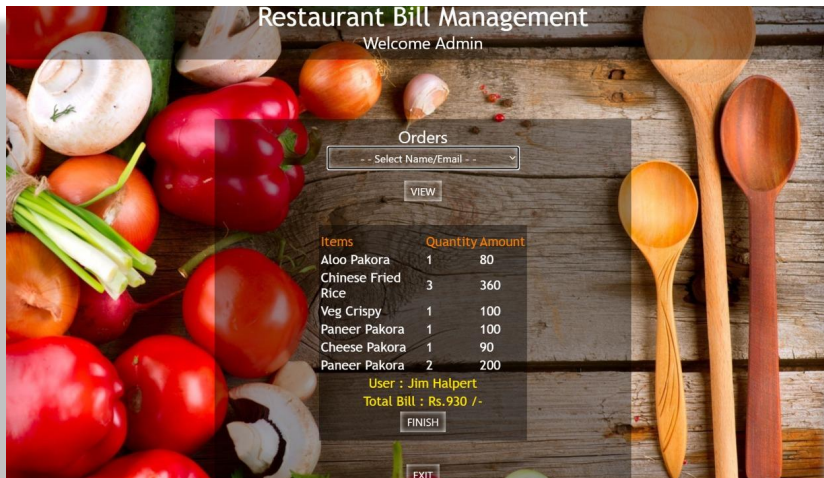 Restaurant Bill Management
Welcome Admin
Orders
- - Select Name/Email - -
VIEW
Items Quantity Amount
Aloo Pakora 1 80
Chinese Fried
Rice 3 360
Veg Crispy 1 100
Paneer Pakora 1 100
Cheese Pakora 1 90
Paneer Pakora 2 200
User : Jim Halpert
Total Bill : Rs.930 /-
FINISH
EXIT